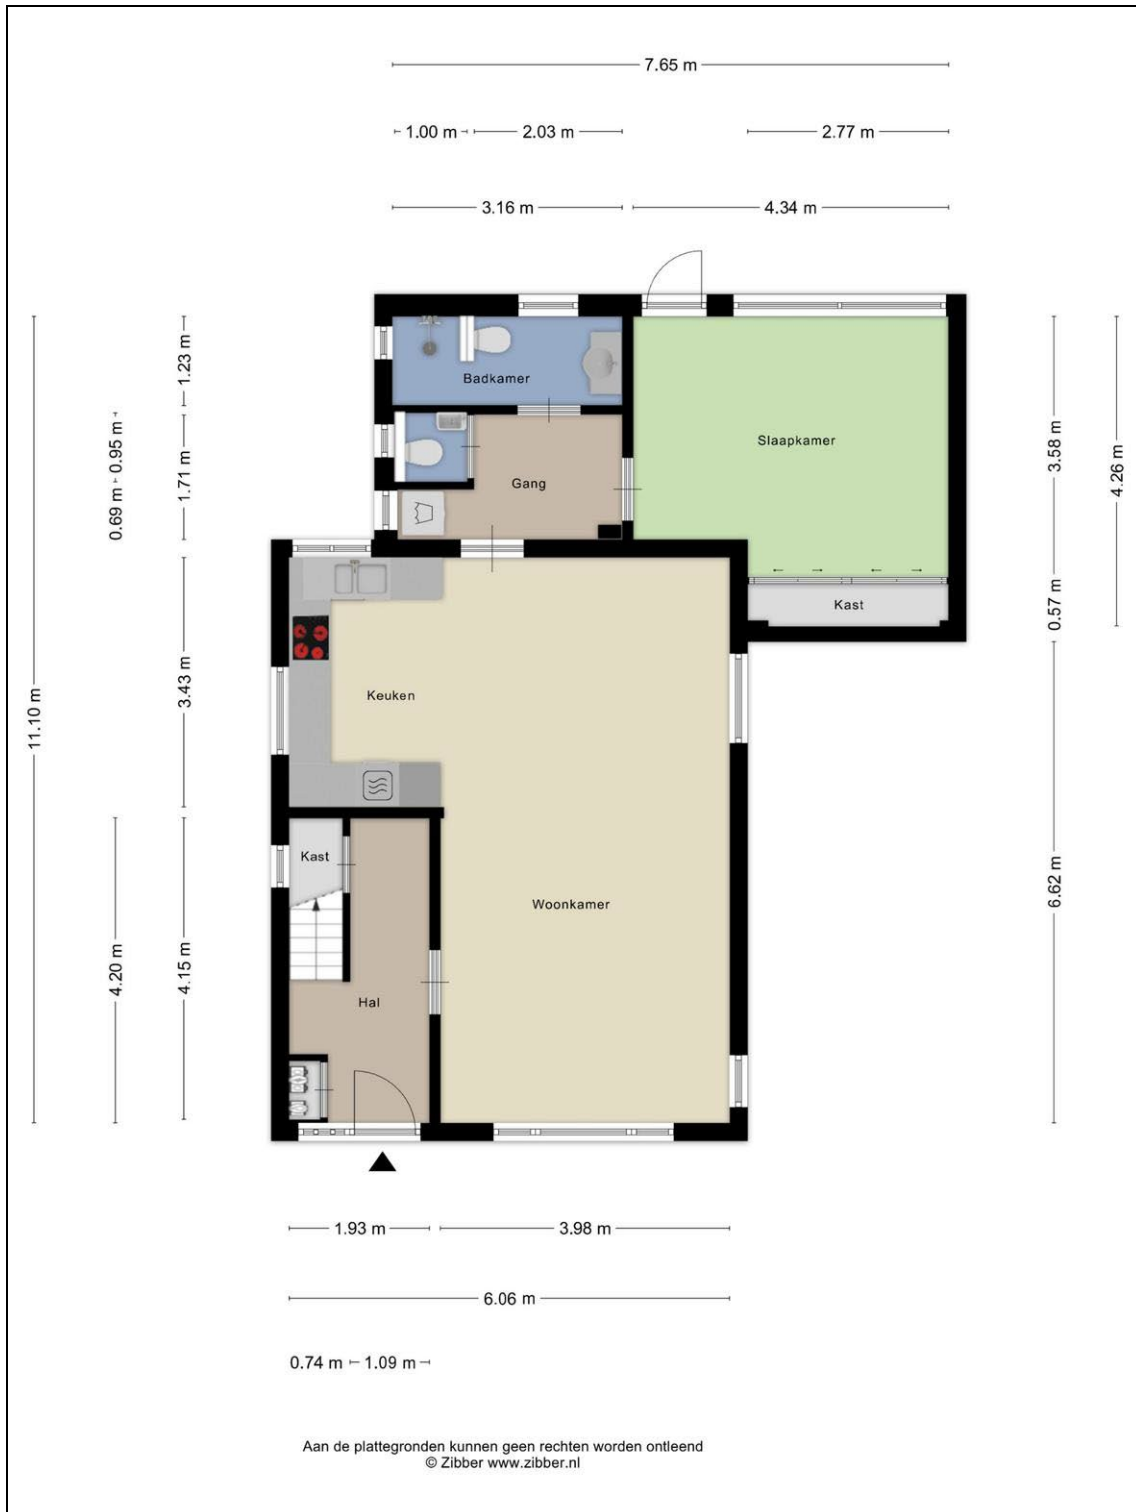 7.65 m
1.00 m 2.03 m 2.77 m
3.16 m 4.34 m
Badkamer
Slaapkamer
Gang
Kast
Keuken
Kast
Woonkamer
Hal
11.10 m
0.69 m 0.95 m
4.20 m
1.23 m
1.71 m
3.43 m
4.15 m
3.58 m
0.57 m
6.62 m
4.26 m
1.93 m 3.98 m
6.06 m
0.74 m 1.09 m
Aan de plattegronden kunnen geen rechten worden ontleend
© Zibber www.zibber.nl